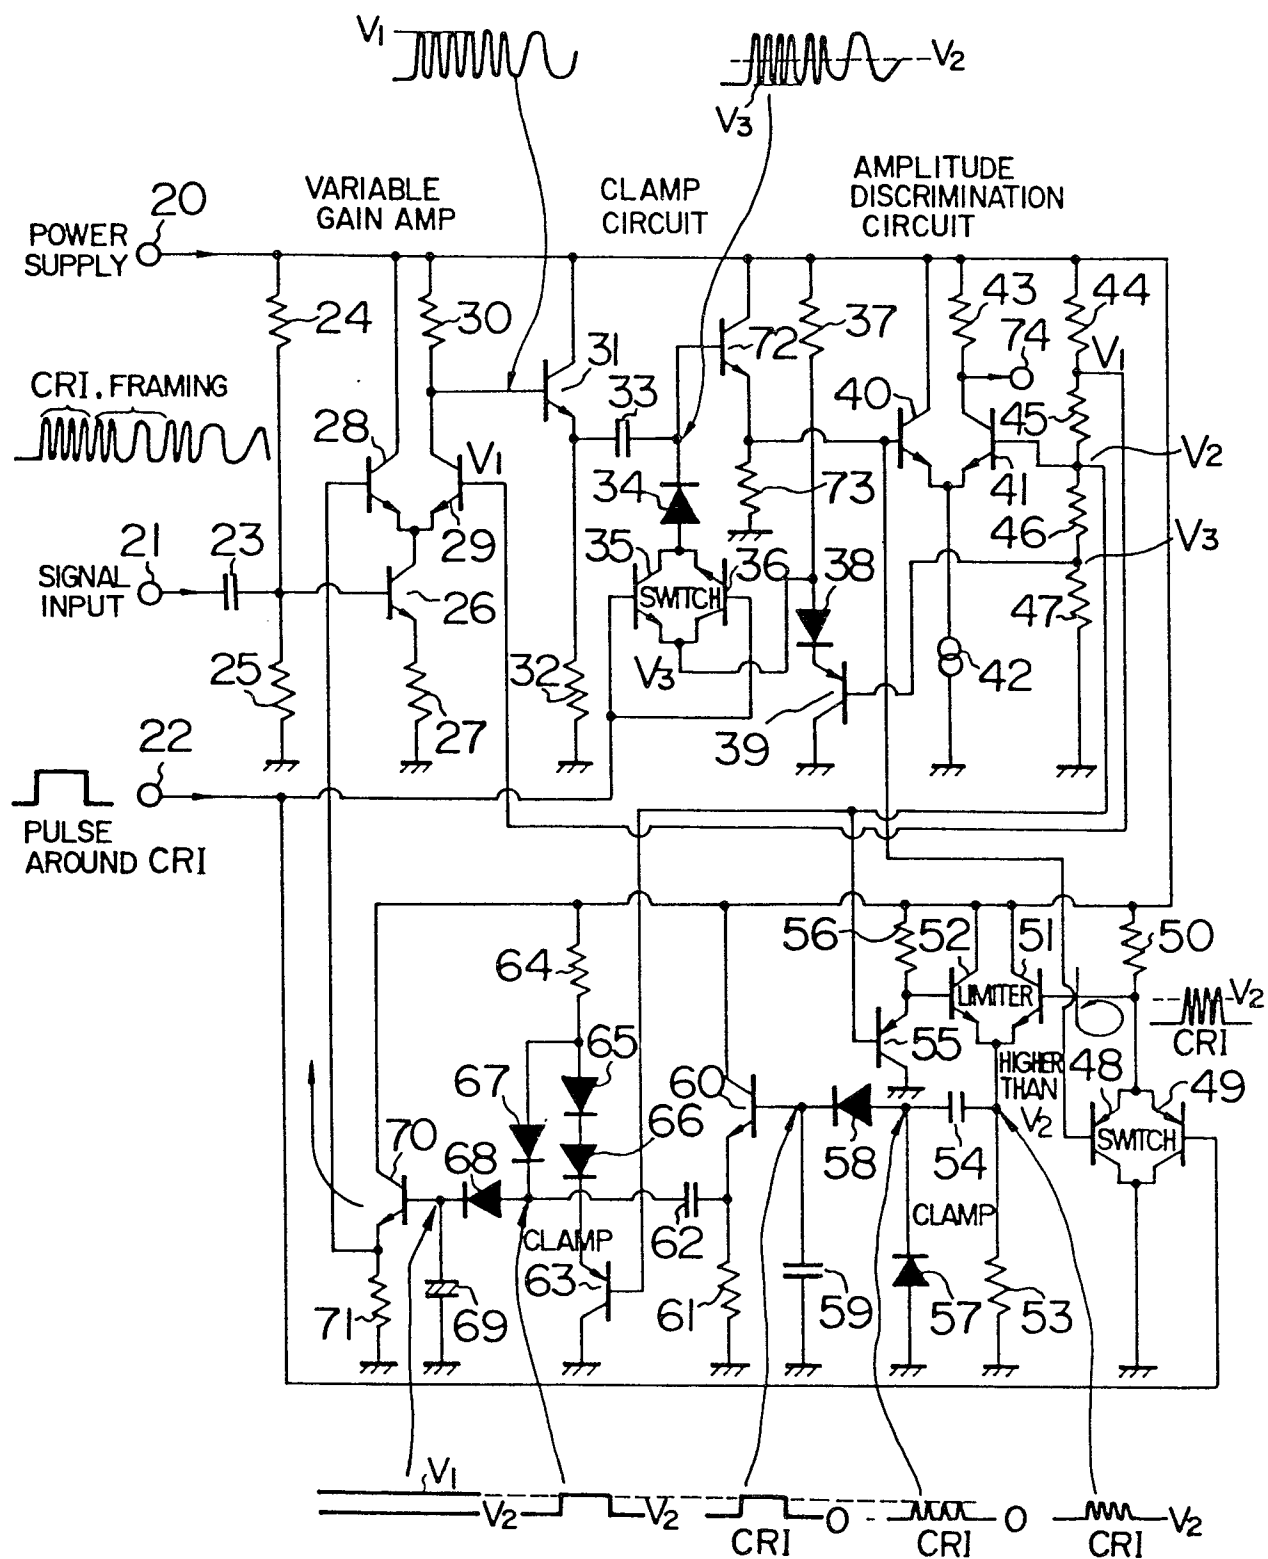 V1
V2
V3
VARIABLE
GAIN AMP
CLAMP
CIRCUIT
AMPLITUDE
DISCRIMINATION
CIRCUIT
20
POWER
SUPPLY
24
30
31
33
72
37
43
44
74
V1
CRI. FRAMING
28
V1
29
34
73
40
41
45
V2
46
V3
21
23
SIGNAL
INPUT
26
35
36
SWITCH
38
47
25
27
32
V3
39
42
22
PULSE
AROUND CRI
64
56
52
51
50
LIMITER
V2
CRI
65
67
66
60
55
HIGHER
THAN
V2
48
49
SWITCH
70
68
58
54
CLAMP
62
CLAMP
63
71
69
61
59
57
53
V1
V2
V2
CRI
0
CRI
0
CRI
V2